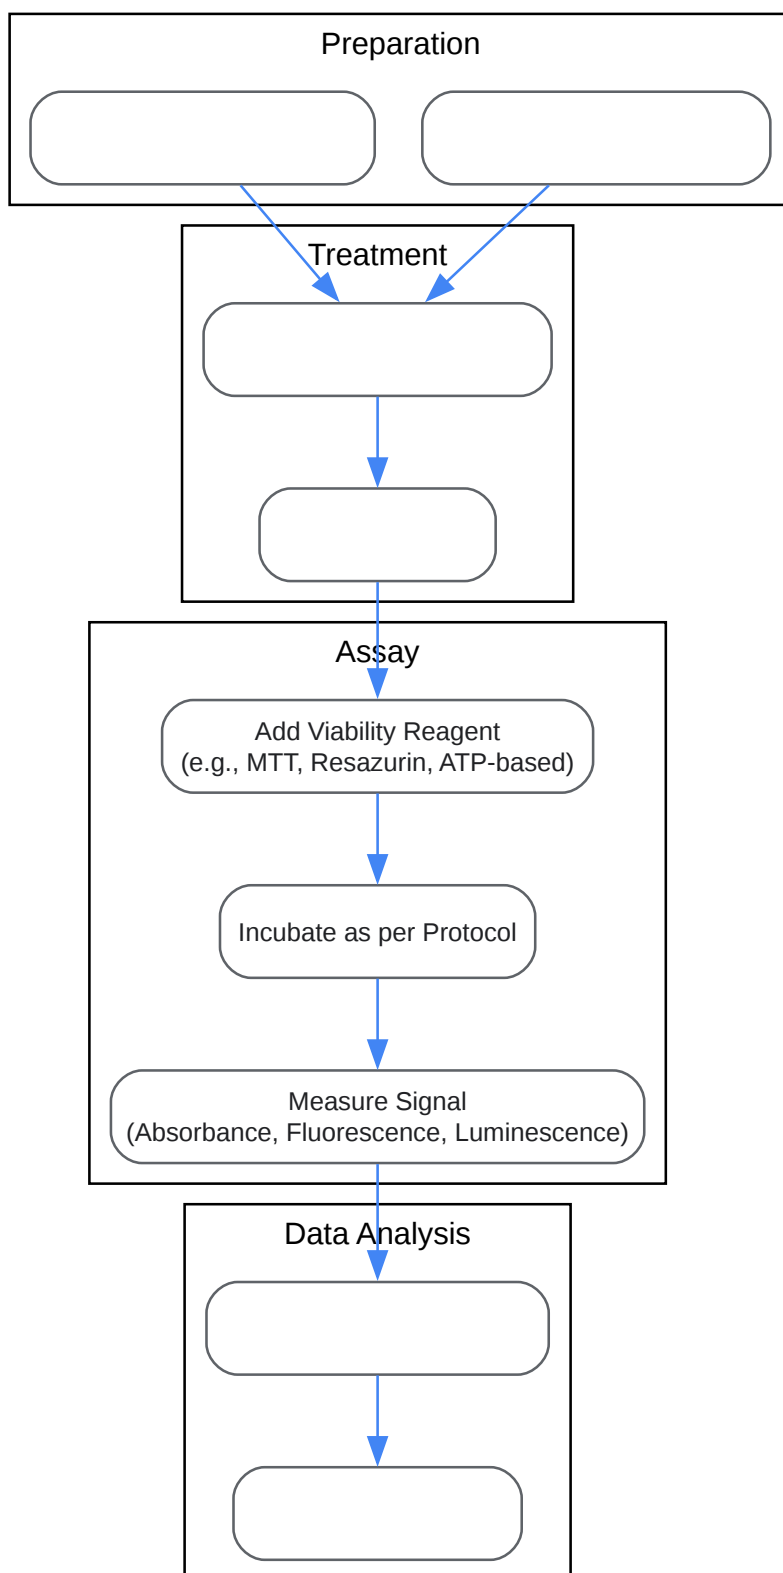 Preparation
Treatment
Assay
Add Viability Reagent
(e.g., MTT, Resazurin, ATP-based)
Incubate as per Protocol
Measure Signal
(Absorbance, Fluorescence, Luminescence)
Data Analysis